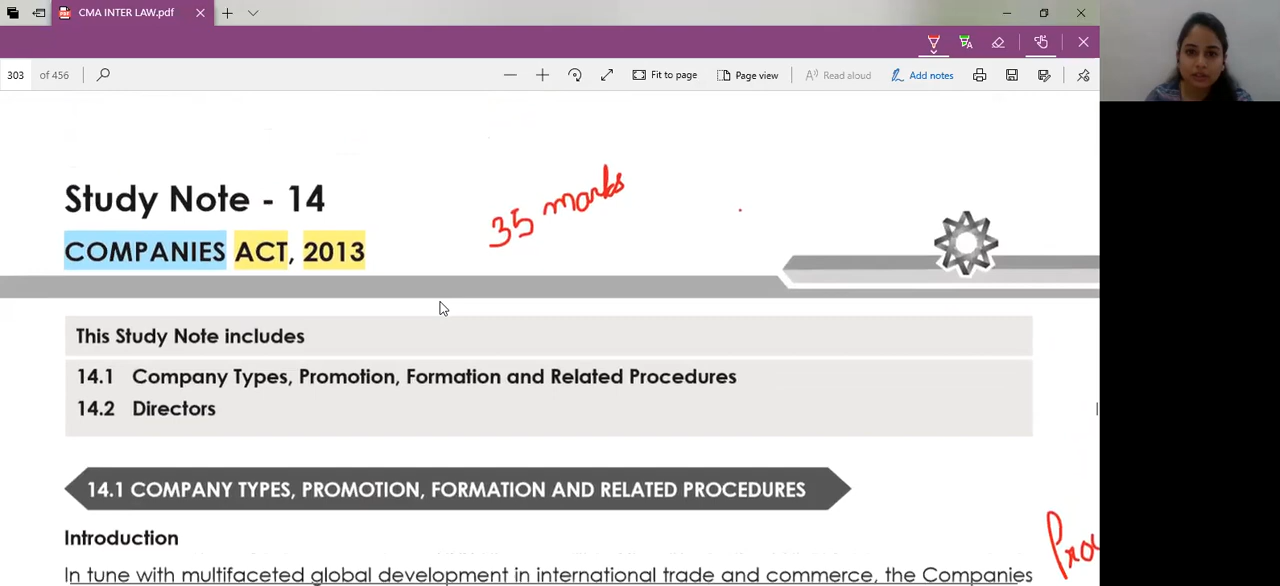 CMA INTER LAW.pdf
303 of 456
Fit to page
Page view
Read aloud
Add notes
Study Note - 14
35 marks
COMPANIES ACT, 2013
This Study Note includes
14.1 Company Types, Promotion, Formation and Related Procedures
14.2 Directors
14.1 COMPANY TYPES, PROMOTION, FORMATION AND RELATED PROCEDURES
Introduction
In tune with multifaceted global development in international trade and commerce, the Companies